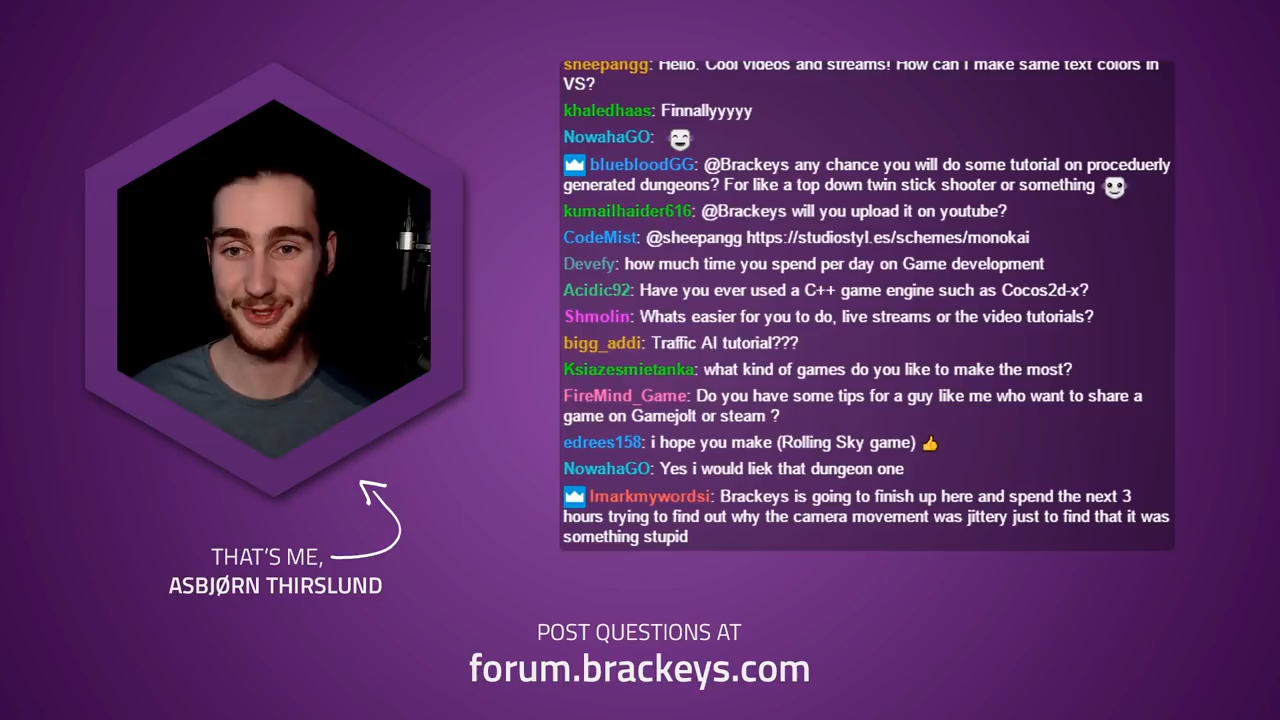 sheepangg: Hello. Cool videos and streams! How can i make same text colors in
VS?
khaledhaas: Finnallyyyyy
NowahaGO:
bluebloodGG: @Brackeys any chance you will do some tutorial on proceduerly
generated dungeons? For like a top down twin stick shooter or something
kumailhaider616: @Brackeys will you upload it on youtube?
CodeMist: @sheepangg https://studiostyl.es/schemes/monokai
Devefy: how much time you spend per day on Game development
Acidic92: Have you ever used a C++ game engine such as Cocos2d-x?
Shmolin: Whats easier for you to do, live streams or the video tutorials?
bigg_addi: Traffic AI tutorial???
Ksiazesmietanka: what kind of games do you like to make the most?
FireMind_Game: Do you have some tips for a guy like me who want to share a
game on Gamejolt or steam ?
edrees158: i hope you make (Rolling Sky game) 👍
NowahaGO: Yes i would liek that dungeon one
Imarkmywordsi: Brackeys is going to finish up here and spend the next 3
hours trying to find out why the camera movement was jittery just to find that it was
something stupid
THAT'S ME,
ASBJØRN THIRSLUND
POST QUESTIONS AT
forum.brackeys.com